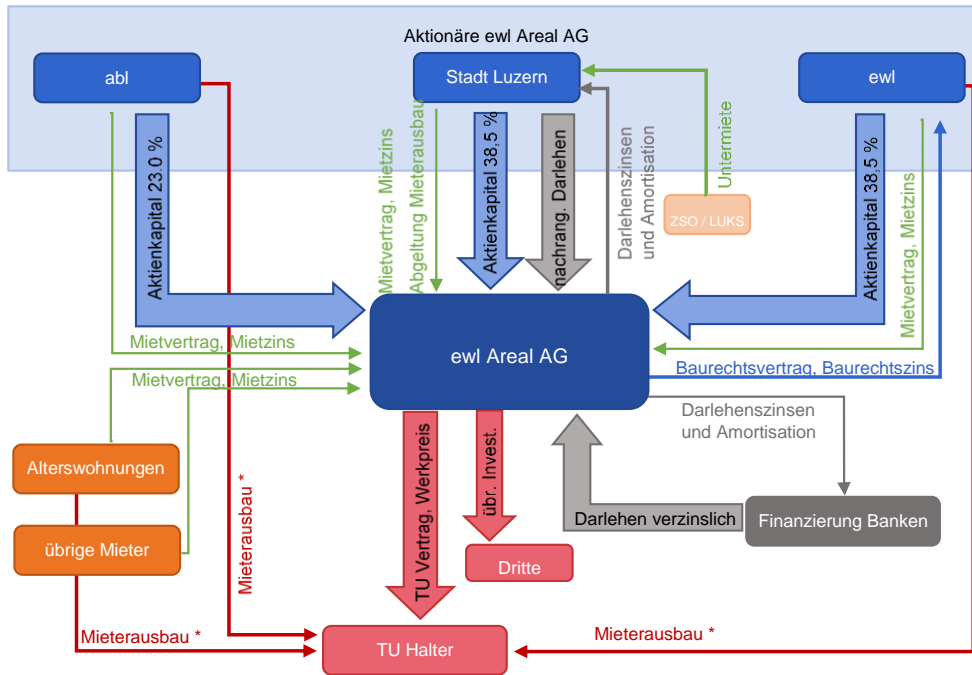 Aktionäre ewl Areal AG
abl
Stadt Luzern
ewl
Aktienkapital 23.0 %
Mietvertrag, Mietzins
Abgeltung Mieterausbau
Aktienkapital 38,5 %
nachrang. Darlehen
Darlehenszinsen
und Amortisation
Untermiete
ZSO / LUKS
Aktienkapital 38,5 %
Mietvertrag, Mietzins
Mietvertrag, Mietzins
ewl Areal AG
Baurechtsvertrag, Baurechtszins
Mietvertrag, Mietzins
Darlehenszinsen
und Amortisation
Alterswohnungen
Mieterausbau *
TU Vertrag, Werkpreis
übr. Invest.
Darlehen verzinslich
Finanzierung Banken
übrige Mieter
Dritte
Mieterausbau *
TU Halter
Mieterausbau *